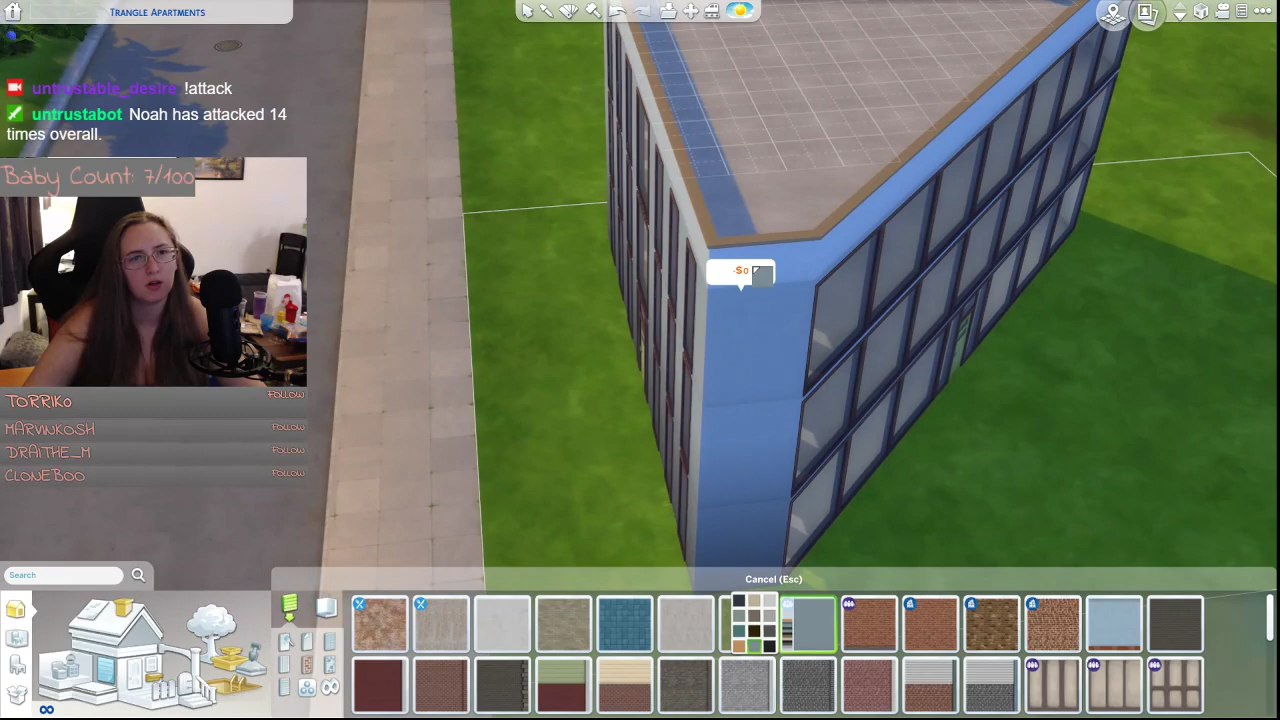 TRANGLE APARTMENTS
untrustable_desire !attack
untrustabot Noah has attacked 14
times overall.
Baby Count: 7/100
TORRIKO FOLLOW
MARVINKOSH FOLLOW
DRAITHE_M FOLLOW
CLONEBOO FOLLOW
-§0
Cancel (Esc)
Search